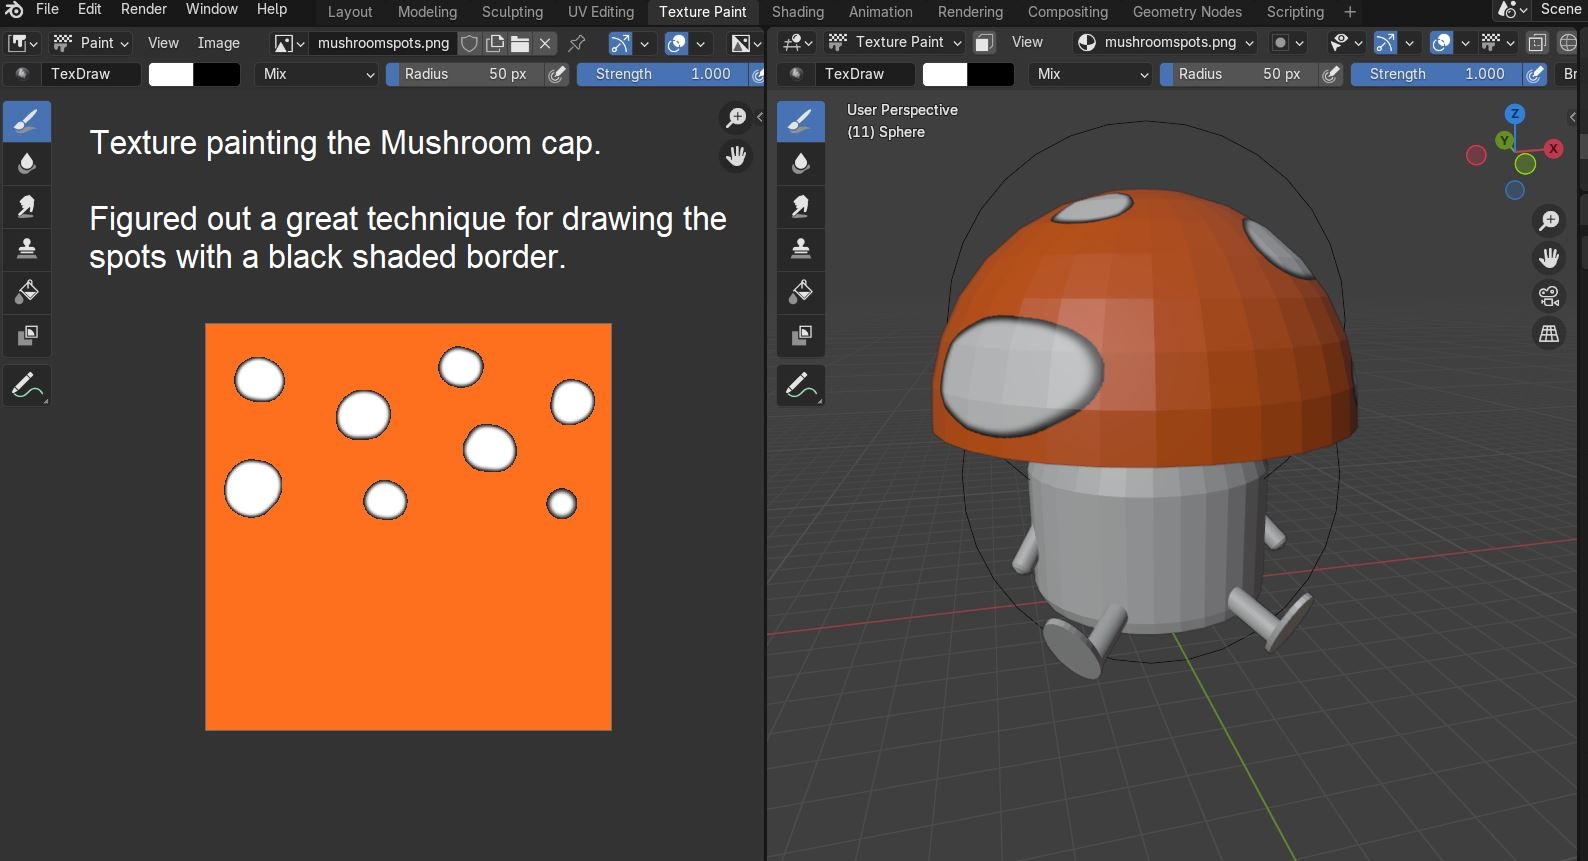 File Edit Render Window Help Layout Modeling Sculpting UV Editing Texture Paint Shading Animation Rendering Compositing Geometry Nodes Scripting + Scene
Paint View Image mushroomspots.png
TexDraw Mix Radius 50 px Strength 1.000
Texture painting the Mushroom cap.
Figured out a great technique for drawing the
spots with a black shaded border.
Texture Paint View mushroomspots.png
TexDraw Mix Radius 50 px Strength 1.000 Br
User Perspective
(11) Sphere
Z
Y
X